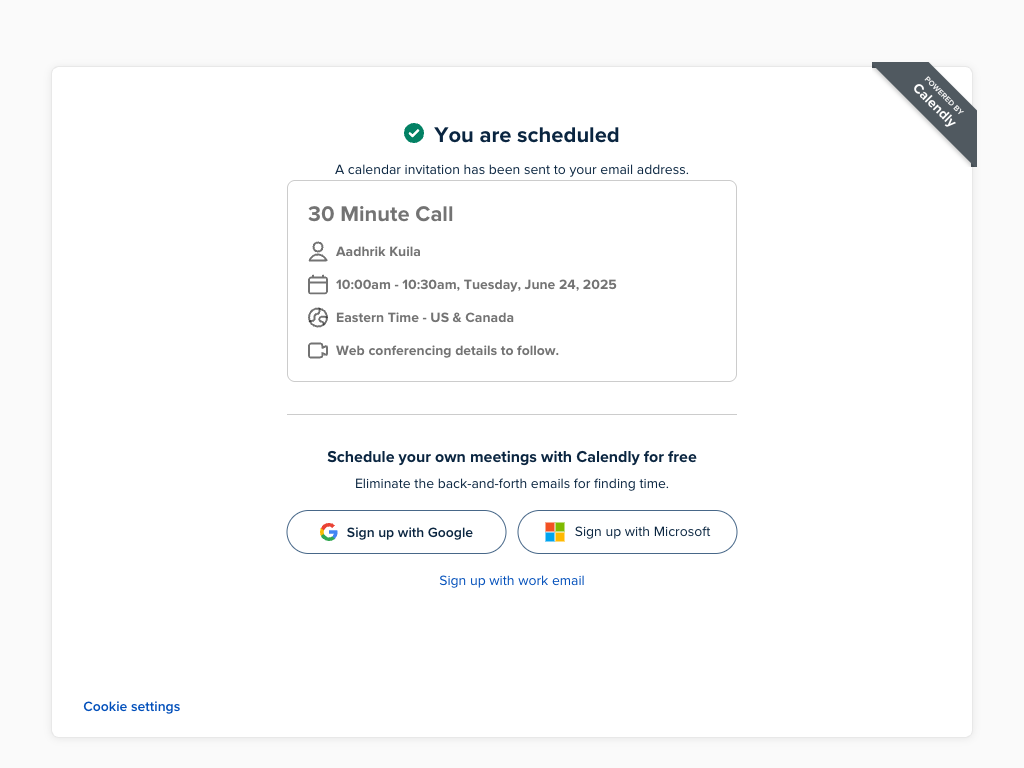 POWERED BY
Calendly
You are scheduled
A calendar invitation has been sent to your email address.
30 Minute Call
Aadhrik Kuila
10:00am - 10:30am, Tuesday, June 24, 2025
Eastern Time - US & Canada
Web conferencing details to follow.
Schedule your own meetings with Calendly for free
Eliminate the back-and-forth emails for finding time.
Sign up with Google
Sign up with Microsoft
Sign up with work email
Cookie settings